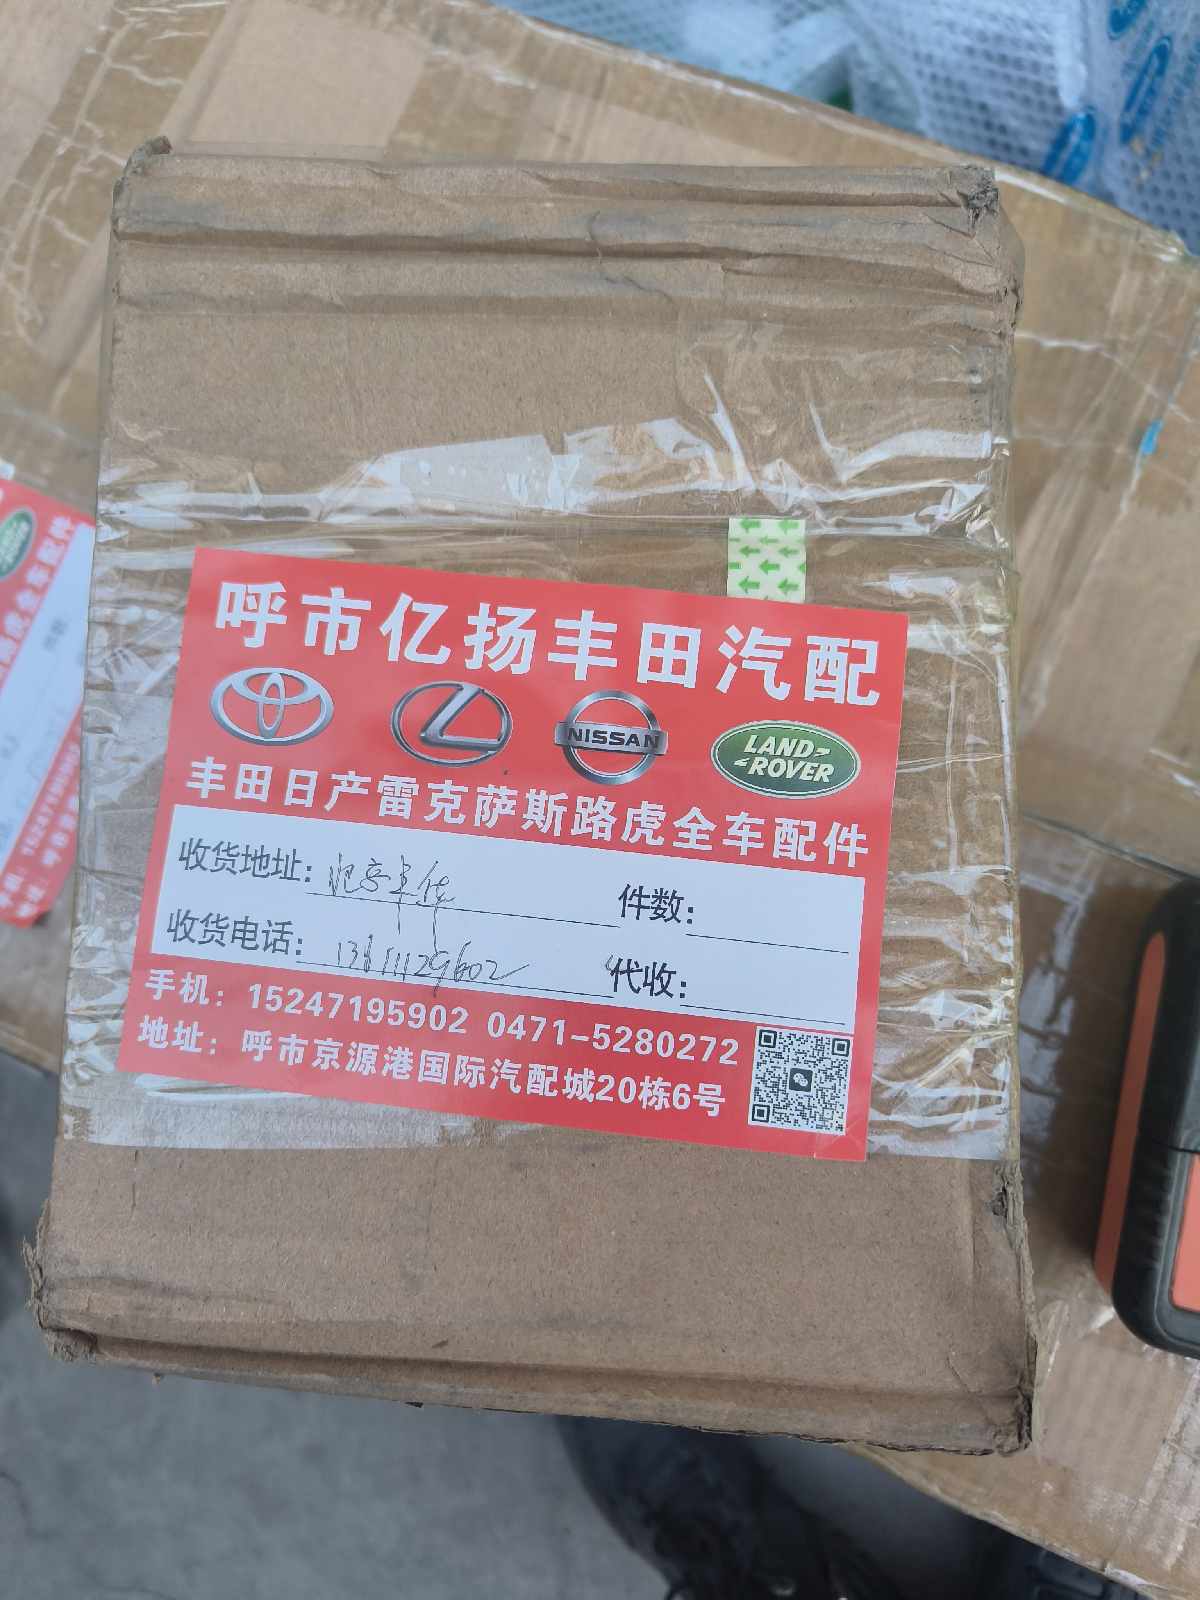 呼市亿扬丰田汽配
NISSAN
LAND-
-ROVER
丰田日产雷克萨斯路虎全车配件
收货地址:
件数:
收货电话: 13811129602
代收:
手机: 15247195902 0471-5280272
地址: 呼市京源港国际汽配城20栋6号